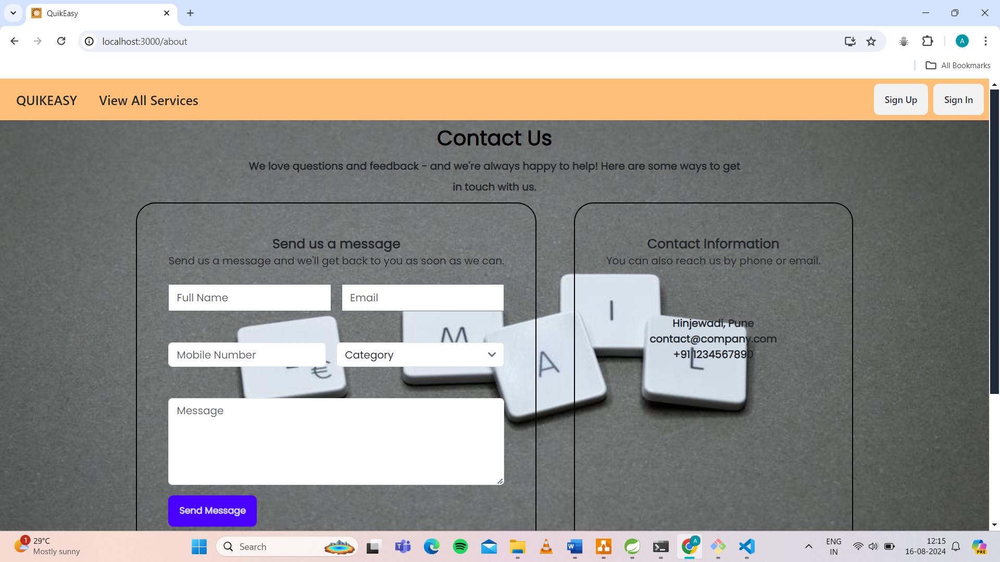 QuikEasy
localhost:3000/about
A
All Bookmarks
QUIKEASY View All Services
Sign Up Sign In
Contact Us
We love questions and feedback - and we're always happy to help! Here are some ways to get
in touch with us.
Send us a message
Send us a message and we'll get back to you as soon as we can.
Full Name Email
Mobile Number Category
Message
Send Message
Contact Information
You can also reach us by phone or email.
Hinjewadi, Pune
contact@company.com
+91 1234567890
€ M A I L
1
29°C
Mostly sunny
Search
W
A
ENG
IN
12:15
16-08-2024
PRE